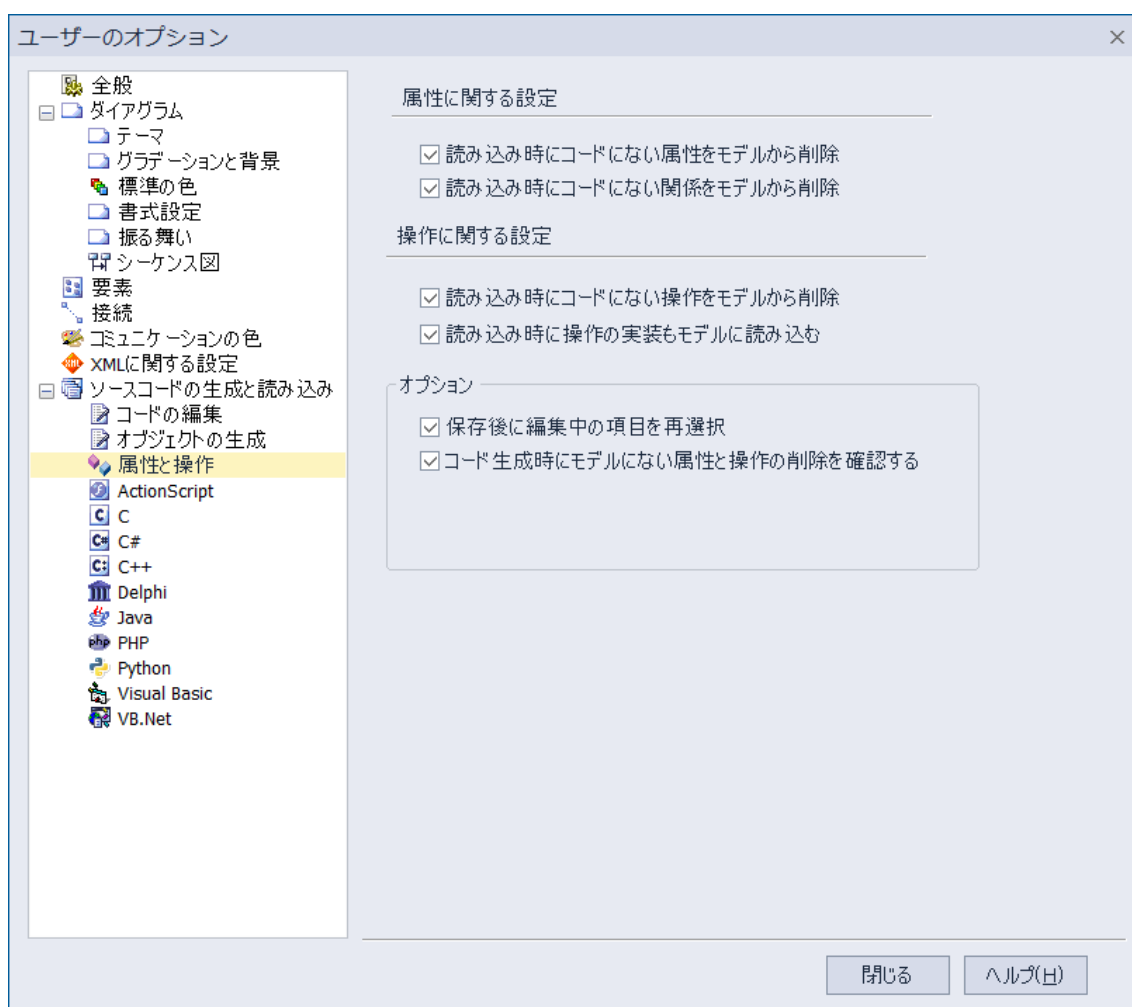 ユーザーのオプション
全般
ダイアグラム
テーマ
グラデーションと背景
標準の色
書式設定
振る舞い
シーケンス図
要素
接続
コミュニケーションの色
XMLに関する設定
ソースコードの生成と読み込み
コードの編集
オブジェクトの生成
属性と操作
ActionScript
C
C#
C++
Delphi
Java
PHP
Python
Visual Basic
VB.Net
属性に関する設定
読み込み時にコードにない属性をモデルから削除
読み込み時にコードにない関係をモデルから削除
操作に関する設定
読み込み時にコードにない操作をモデルから削除
読み込み時に操作の実装もモデルに読み込む
オプション
保存後に編集中の項目を再選択
コード生成時にモデルにない属性と操作の削除を確認する
閉じる
ヘルプ(H)